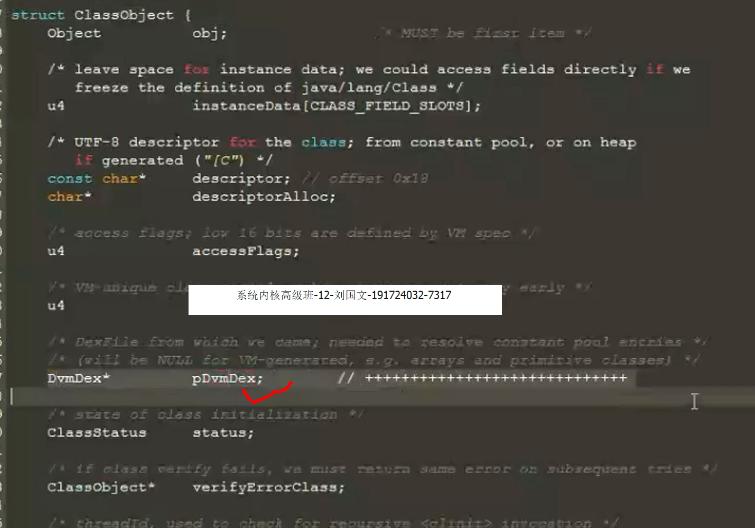 struct ClassObject {
Object obj; /* MUST be first item */
/* leave space for instance data; we could access fields directly if we
freeze the definition of java/lang/Class */
u4 instanceData[CLASS_FIELD_SLOTS];
/* UTF-8 descriptor for the class; from constant pool, or on heap
if generated ("[C") */
const char* descriptor; // offset 0x18
char* descriptorAlloc;
/* access flags; low 16 bits are defined by VM spec */
u4 accessFlags;
/* VM-unique early */
系统内核高级班-12-刘国文-191724032-7317
u4
/* DexFile from which we came; needed to resolve constant pool entries */
/* (will be NULL for VM-generated, e.g. arrays and primitive classes) */
DvmDex* pDvmDex; // +++++++++++++++++++++++++++++
/* state of class initialization */
ClassStatus status;
/* if class verify fails, we must return same error on subsequent tries */
ClassObject* verifyErrorClass;
/* threadId, used to check for recursive <clinit> invocation */